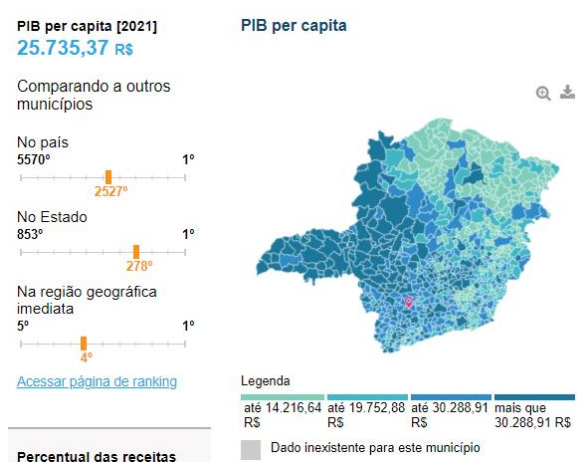 PIB per capita [2021]
25.735,37 R$
Comparando a outros
municípios
No país
5570º 1º
2527º
No Estado
853º 1º
278º
Na região geográfica
imediata
5º 1º
4º
Acessar página de ranking
Percentual das receitas
PIB per capita
Legenda
até 14.216,64 R$
até 19.752,88 R$
até 30.288,91 R$
mais que 30.288,91 R$
Dado inexistente para este município